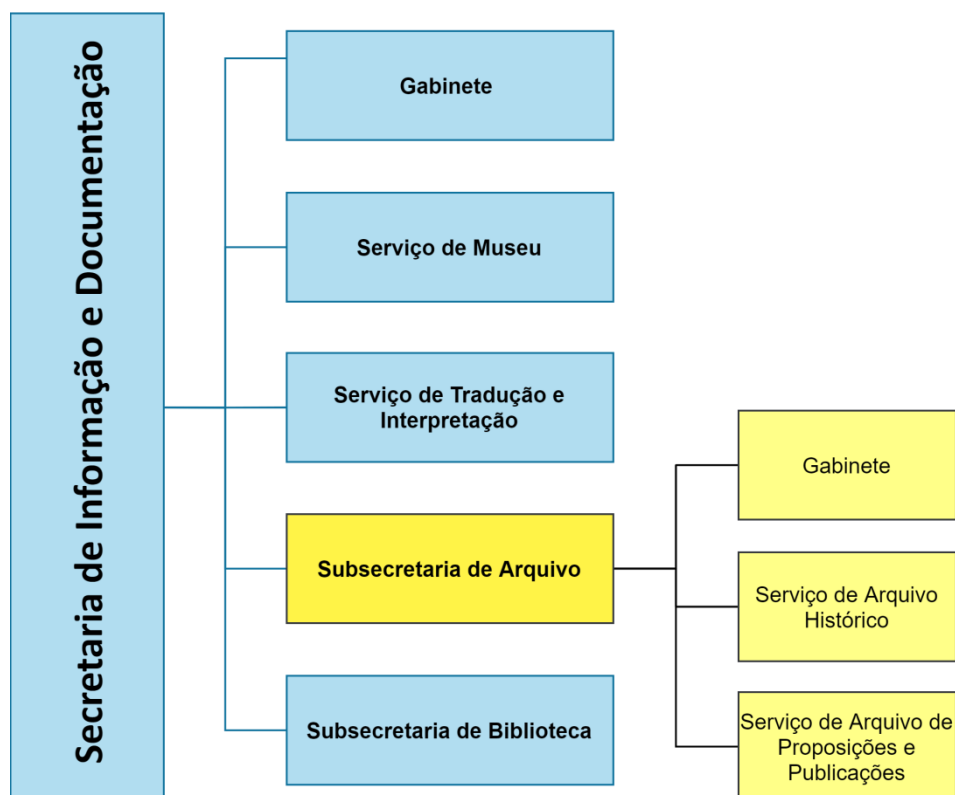 Secretaria de Informação e Documentação
Gabinete
Serviço de Museu
Serviço de Tradução e
Interpretação
Subsecretaria de Arquivo
Subsecretaria de Biblioteca
Gabinete
Serviço de Arquivo
Histórico
Serviço de Arquivo de
Proposições e
Publicações